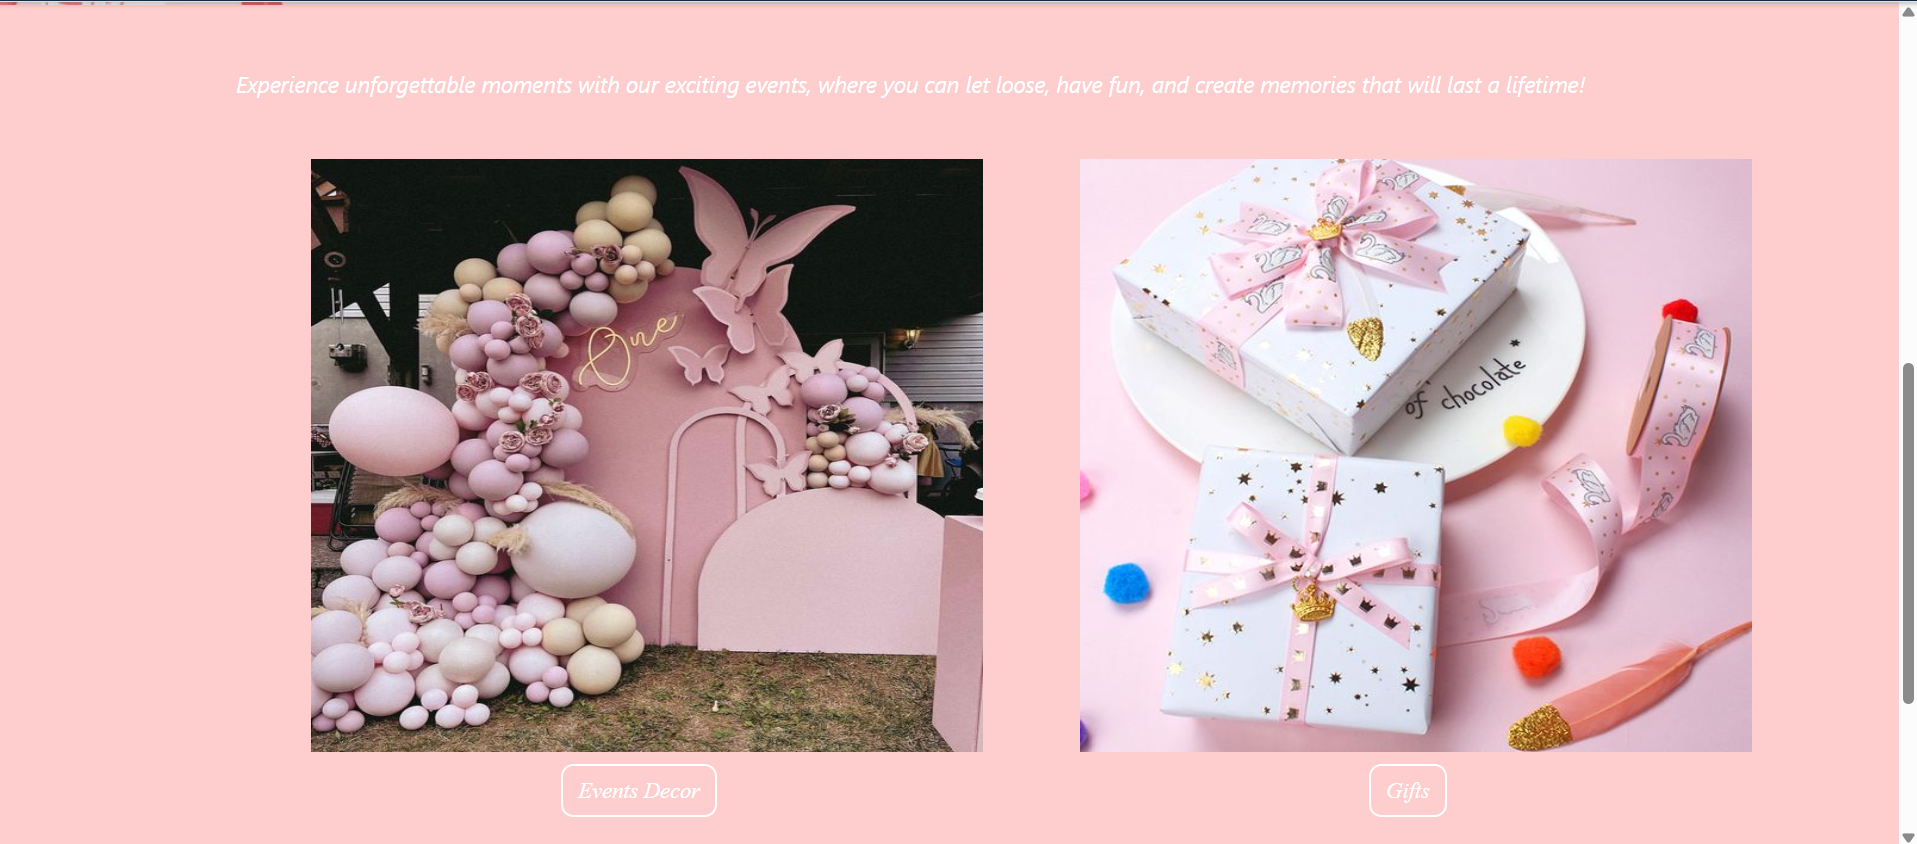 Experience unforgettable moments with our exciting events, where you can let loose, have fun, and create memories that will last a lifetime!
One
of chocolate
Events Decor
Gifts